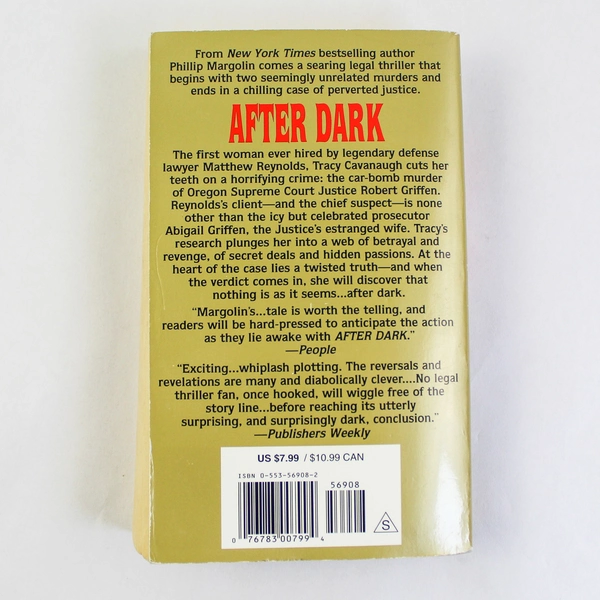 From New York Times bestselling author
Phillip Margolin comes a searing legal thriller that
begins with two seemingly unrelated murders and
ends in a chilling case of perverted justice.
AFTER DARK
The first woman ever hired by legendary defense
lawyer Matthew Reynolds, Tracy Cavanaugh cuts her
teeth on a horrifying crime: the car-bomb murder
of Oregon Supreme Court Justice Robert Griffen.
Reynolds's client—and the chief suspect—is none
other than the icy but celebrated prosecutor
Abigail Griffen, the Justice's estranged wife. Tracy's
research plunges her into a web of betrayal and
revenge, of secret deals and hidden passions. At the
heart of the case lies a twisted truth—and when
the verdict comes in, she will discover that
nothing is as it seems...after dark.
"Margolin's...tale is worth the telling, and
readers will be hard-pressed to anticipate the action
as they lie awake with AFTER DARK."
—People
"Exciting...whiplash plotting. The reversals and
revelations are many and diabolically clever....No legal
thriller fan, once hooked, will wiggle free of the
story line...before reaching its utterly
surprising, and surprisingly dark, conclusion."
—Publishers Weekly
US $7.99 / $10.99 CAN
ISBN 0-553-56908-2
56908
0 76783 00799 4
S